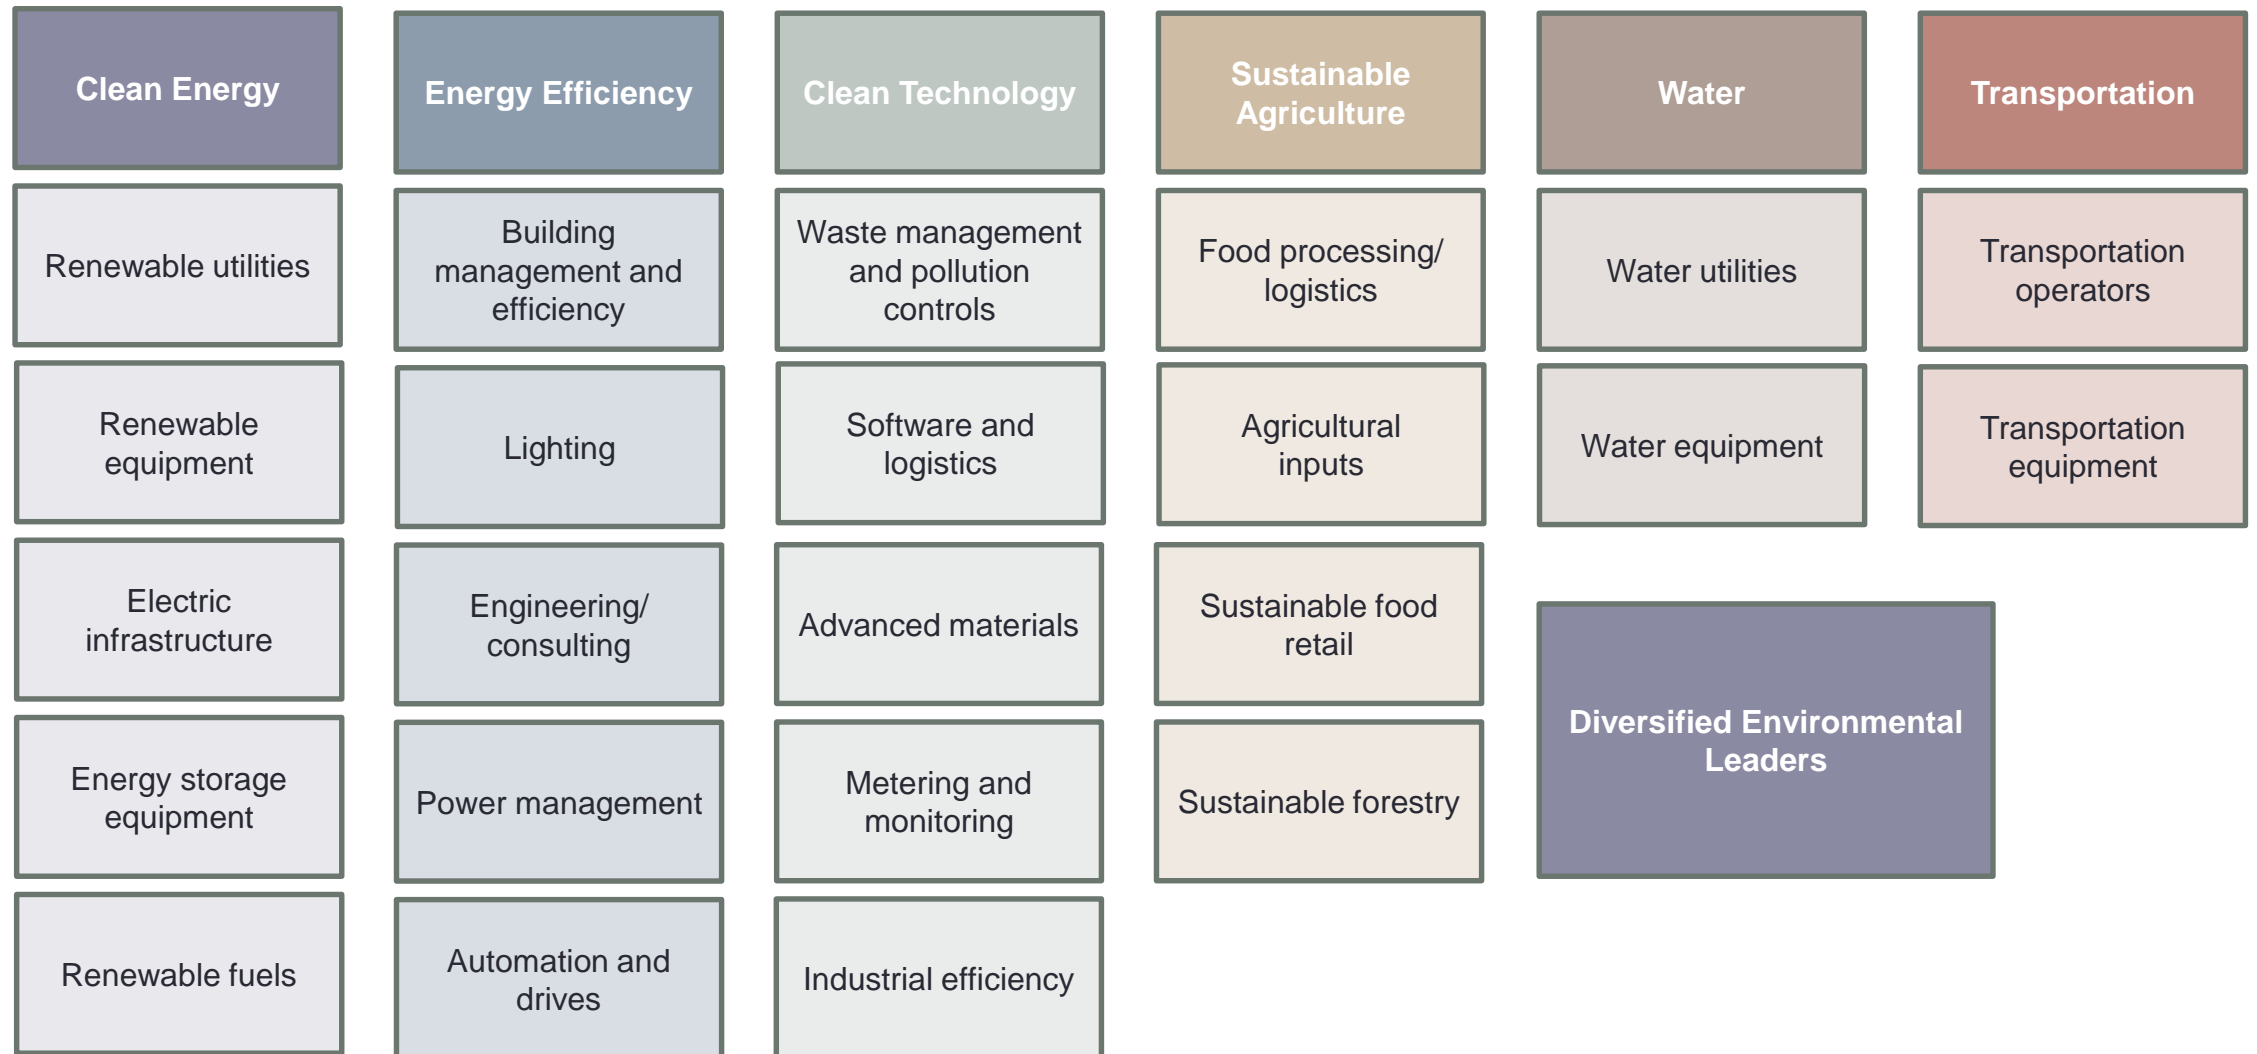 Clean Energy
Renewable utilities
Renewable
equipment
Electric
infrastructure
Energy storage
equipment
Renewable fuels
Energy Efficiency
Building
management and
efficiency
Lighting
Engineering/
consulting
Power management
Automation and
drives
Clean Technology
Waste management
and pollution
controls
Software and
logistics
Advanced materials
Metering and
monitoring
Industrial efficiency
Sustainable
Agriculture
Food processing/
logistics
Agricultural
inputs
Sustainable food
retail
Sustainable forestry
Water
Water utilities
Water equipment
Transportation
Transportation
operators
Transportation
equipment
Diversified Environmental
Leaders